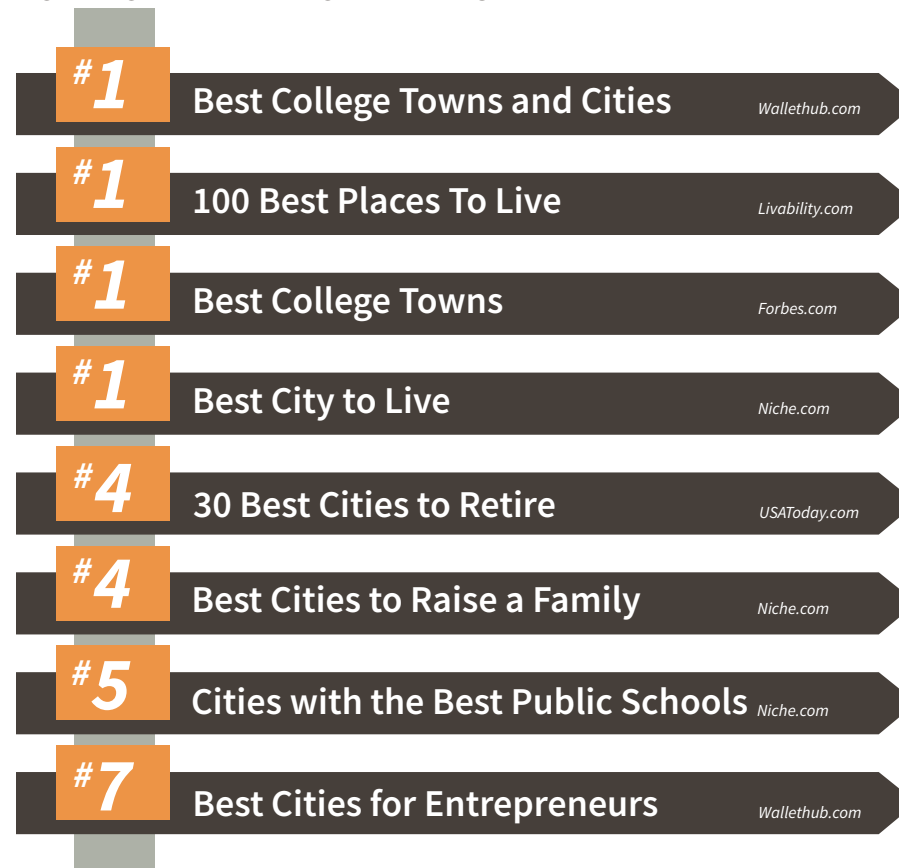 #1 Best College Towns and Cities Wallethub.com
#1 100 Best Places To Live Livability.com
#1 Best College Towns Forbes.com
#1 Best City to Live Niche.com
#4 30 Best Cities to Retire USAToday.com
#4 Best Cities to Raise a Family Niche.com
#5 Cities with the Best Public Schools Niche.com
#7 Best Cities for Entrepreneurs Wallethub.com